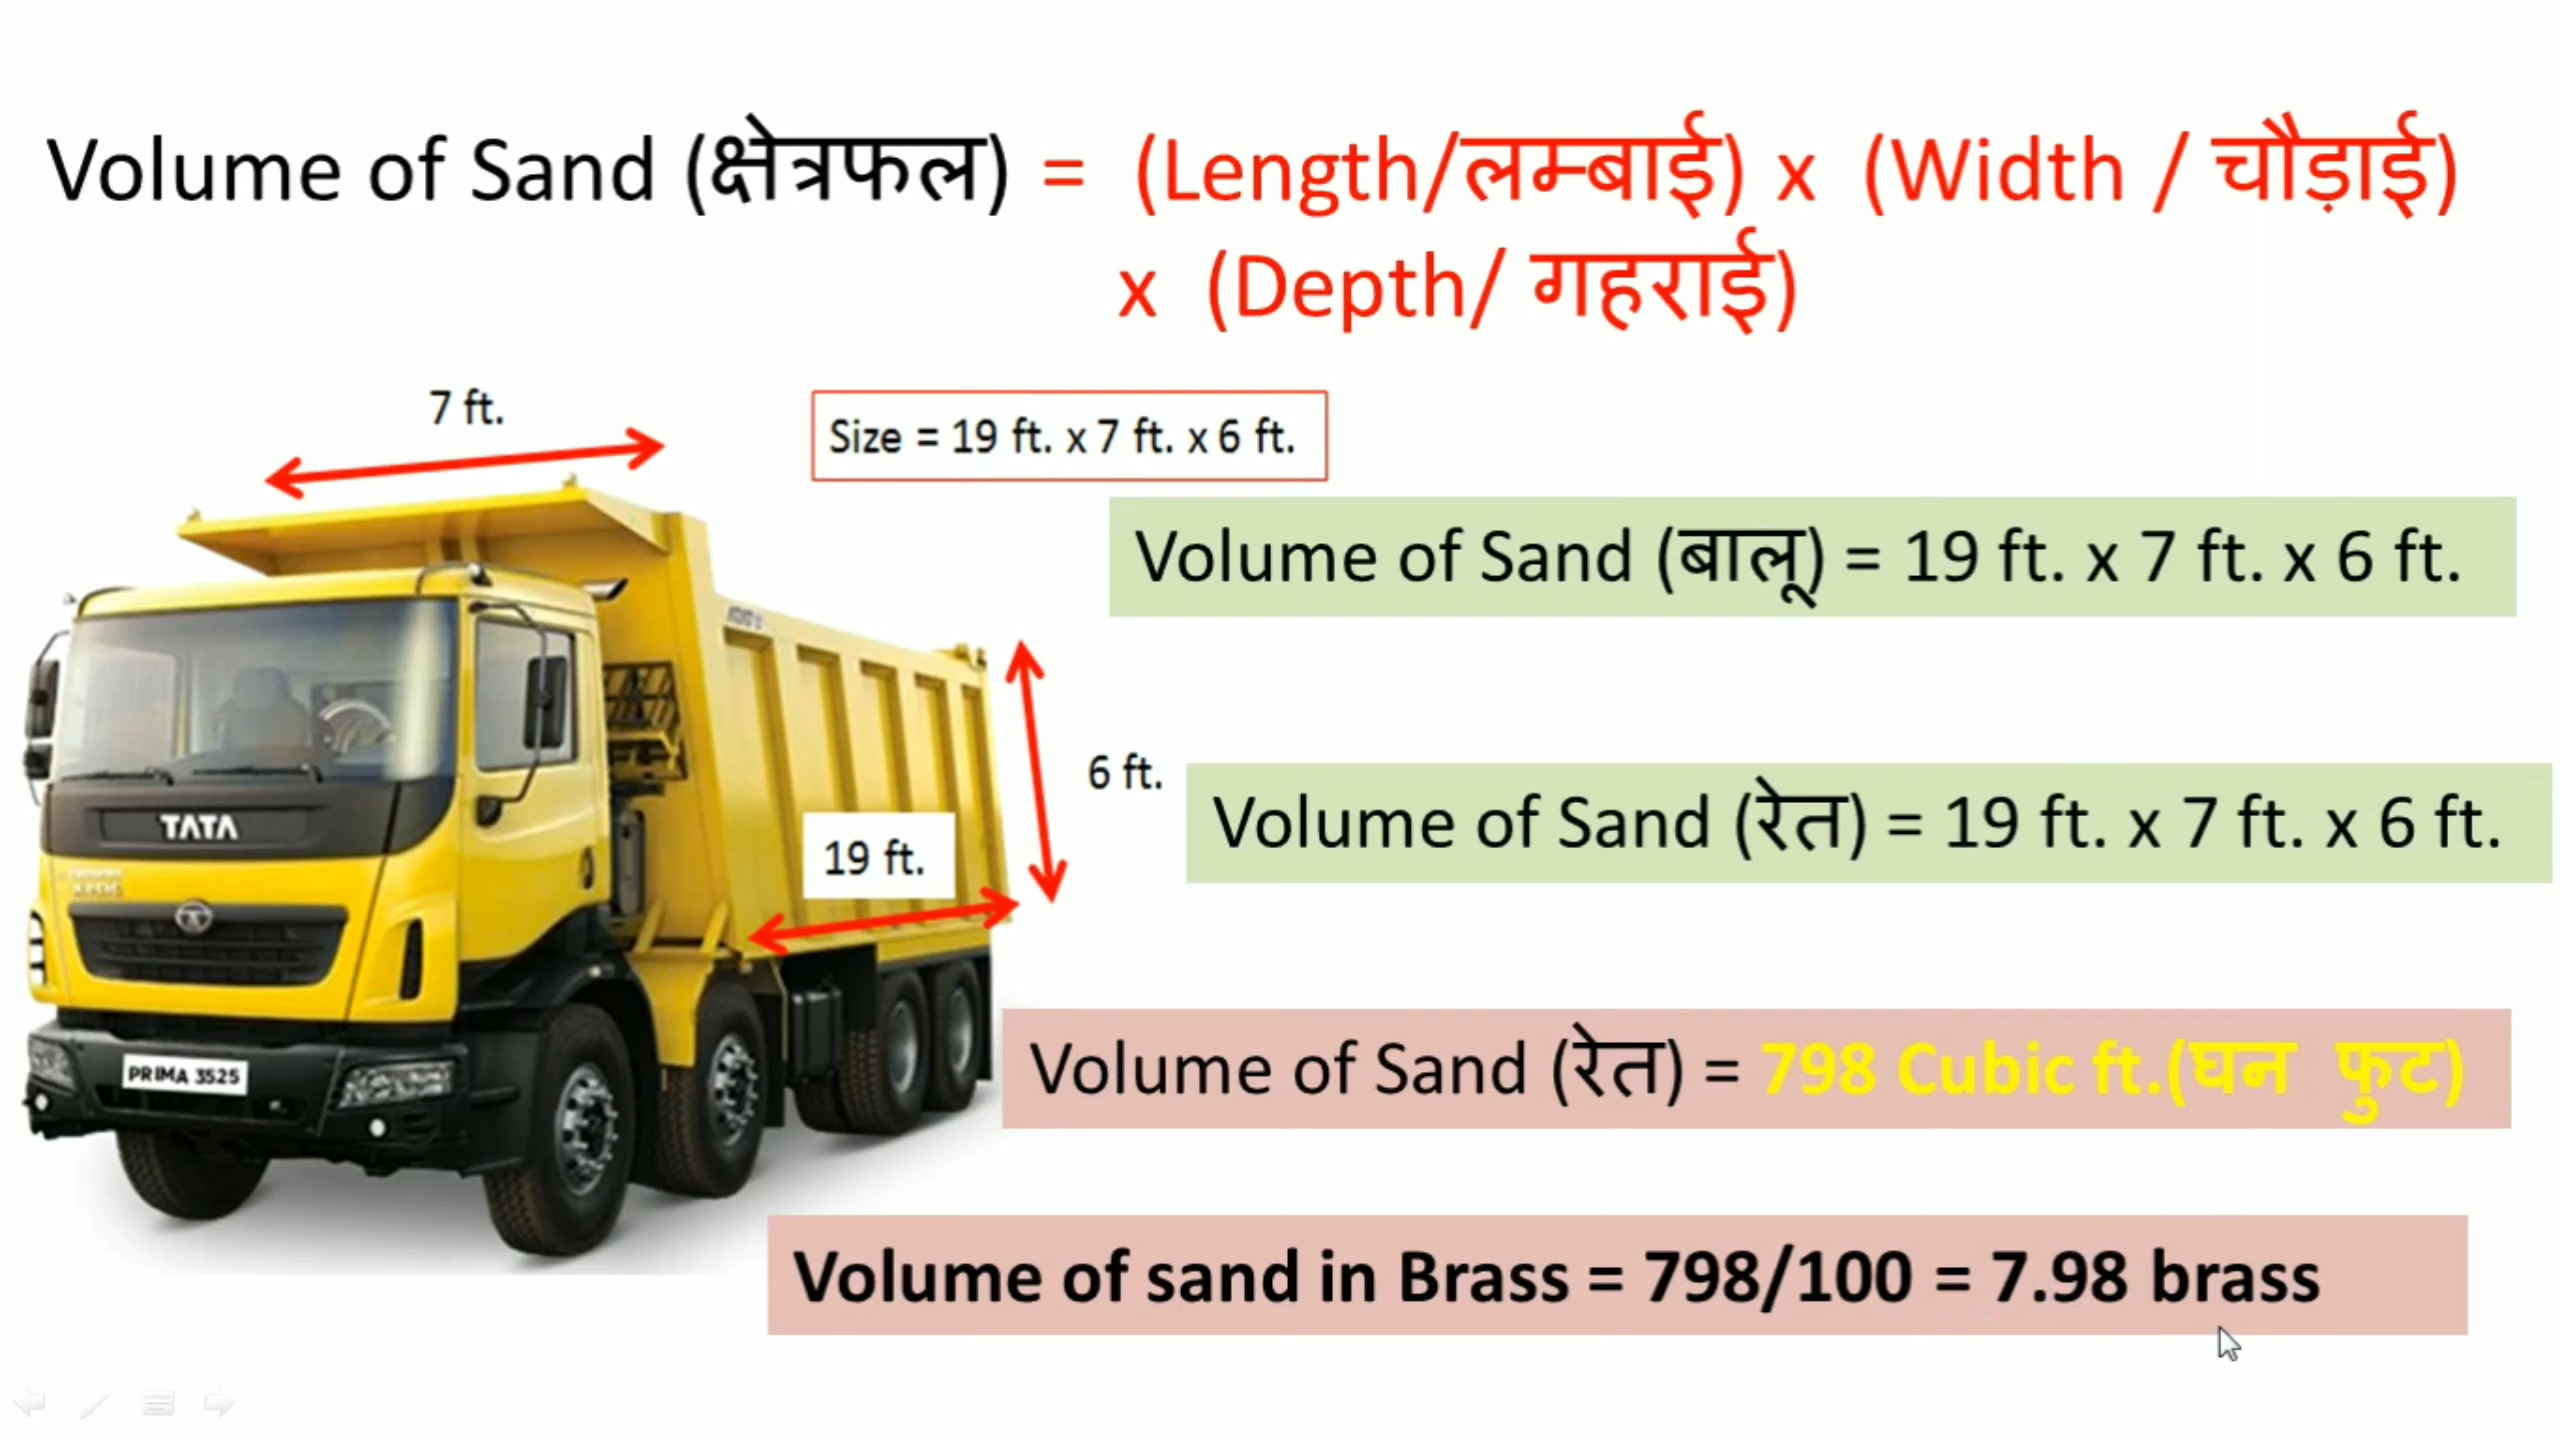 Volume of Sand (क्षेत्रफल) = (Length/लम्बाई) x (Width / चौड़ाई)
x (Depth/ गहराई)
7 ft.
Size = 19 ft. x 7 ft. x 6 ft.
Volume of Sand (बालू) = 19 ft. x 7 ft. x 6 ft.
6 ft.
Volume of Sand (रेत) = 19 ft. x 7 ft. x 6 ft.
TATA
19 ft.
Volume of Sand (रेत) = 798 Cubic ft.(घन फुट)
PRIMA 3525
Volume of sand in Brass = 798/100 = 7.98 brass